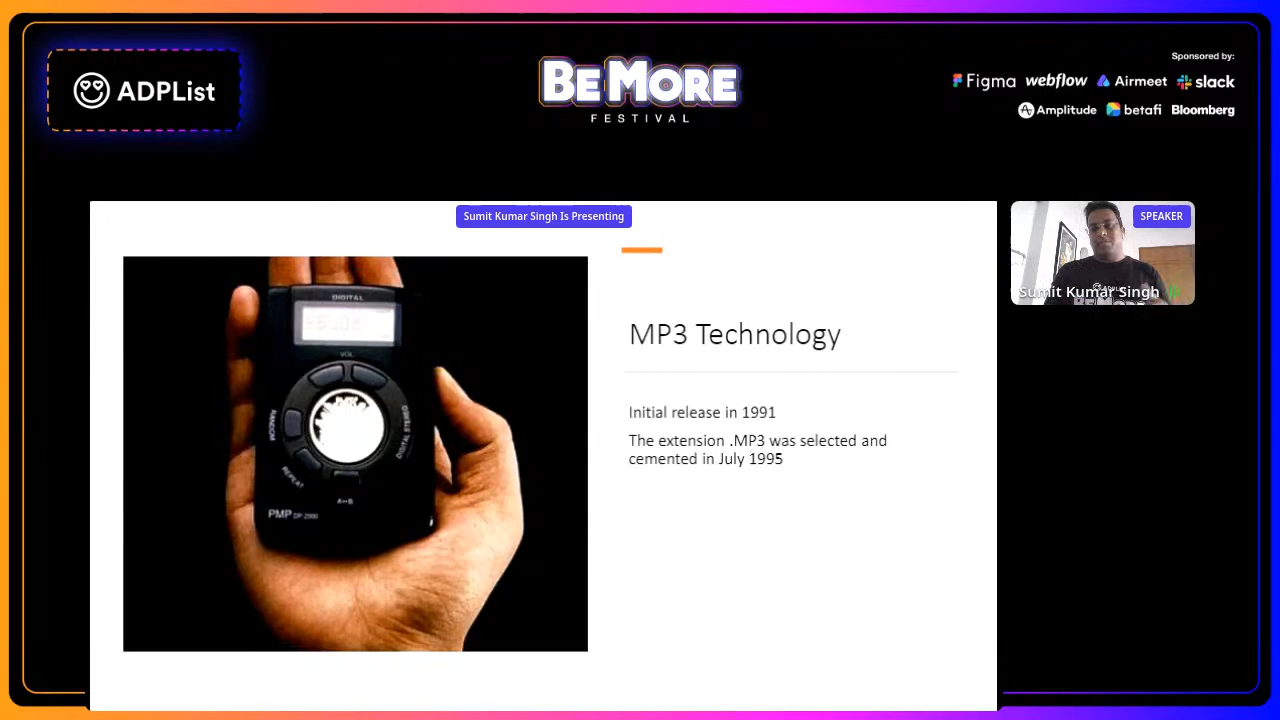 ADPList
BE MORE
FESTIVAL
Sponsored by:
Figma webflow Airmeet slack
Amplitude betafi Bloomberg
Sumit Kumar Singh Is Presenting
SPEAKER
Sumit Kumar Singh
DIGITAL
VOL
RANDOM
DIGITAL STEREO
REPEAT
A↔B
PMP
MP3 Technology
Initial release in 1991
The extension .MP3 was selected and
cemented in July 1995